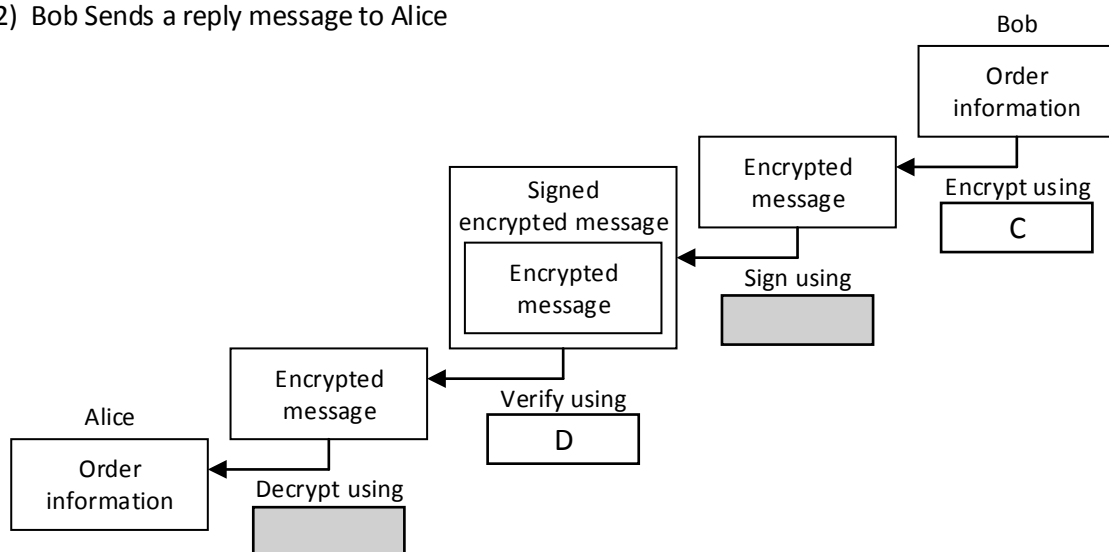 2) Bob Sends a reply message to Alice
Bob
Order
information
Encrypt using
C
Encrypted
message
Sign using
Signed
encrypted message
Encrypted
message
Verify using
D
Encrypted
message
Decrypt using
Alice
Order
information